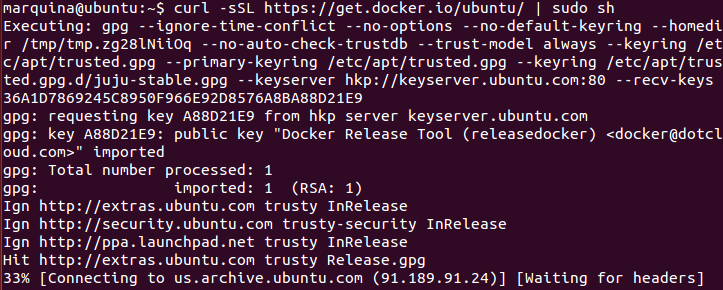 marquina@ubuntu:~$ curl -sSL https://get.docker.io/ubuntu/ | sudo sh
Executing: gpg --ignore-time-conflict --no-options --no-default-keyring --homedi
r /tmp/tmp.zg28lNiiOq --no-auto-check-trustdb --trust-model always --keyring /et
c/apt/trusted.gpg --primary-keyring /etc/apt/trusted.gpg --keyring /etc/apt/trus
ted.gpg.d/juju-stable.gpg --keyserver hkp://keyserver.ubuntu.com:80 --recv-keys
36A1D7869245C8950F966E92D8576A8BA88D21E9
gpg: requesting key A88D21E9 from hkp server keyserver.ubuntu.com
gpg: key A88D21E9: public key "Docker Release Tool (releasedocker) <docker@dotcl
oud.com>" imported
gpg: Total number processed: 1
gpg:               imported: 1  (RSA: 1)
Ign http://extras.ubuntu.com trusty InRelease
Ign http://security.ubuntu.com trusty-security InRelease
Ign http://ppa.launchpad.net trusty InRelease
Hit http://extras.ubuntu.com trusty Release.gpg
33% [Connecting to us.archive.ubuntu.com (91.189.91.24)] [Waiting for headers]